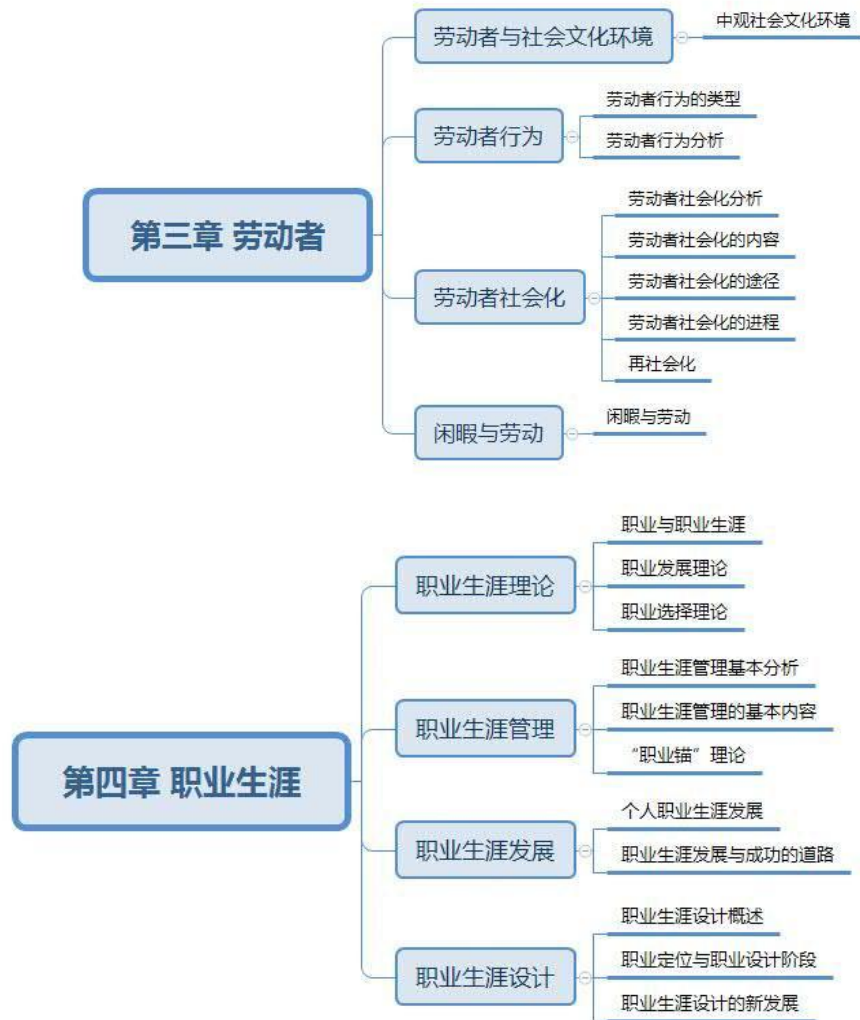 第三章 劳动者
劳动者与社会文化环境
中观社会文化环境
劳动者行为
劳动者行为的类型
劳动者行为分析
劳动者社会化
劳动者社会化分析
劳动者社会化的内容
劳动者社会化的途径
劳动者社会化的进程
再社会化
闲暇与劳动
闲暇与劳动
第四章 职业生涯
职业生涯理论
职业与职业生涯
职业发展理论
职业选择理论
职业生涯管理
职业生涯管理基本分析
职业生涯管理的基本内容
“职业锚”理论
职业生涯发展
个人职业生涯发展
职业生涯发展与成功的道路
职业生涯设计
职业生涯设计概述
职业定位与职业设计阶段
职业生涯设计的新发展